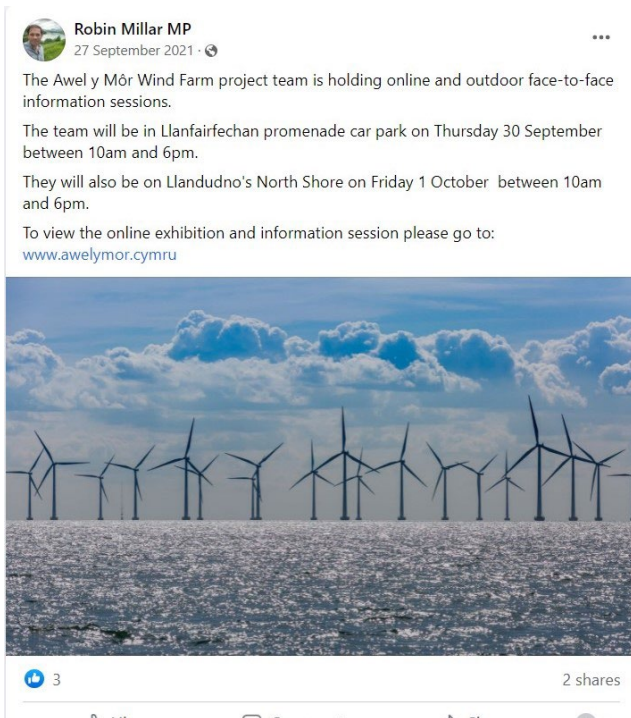 Robin Millar MP
27 September 2021 ·
The Awel y Môr Wind Farm project team is holding online and outdoor face-to-face
information sessions.
The team will be in Llanfairfechan promenade car park on Thursday 30 September
between 10am and 6pm.
They will also be on Llandudno's North Shore on Friday 1 October between 10am
and 6pm.
To view the online exhibition and information session please go to:
www.awelymor.cymru
3
2 shares